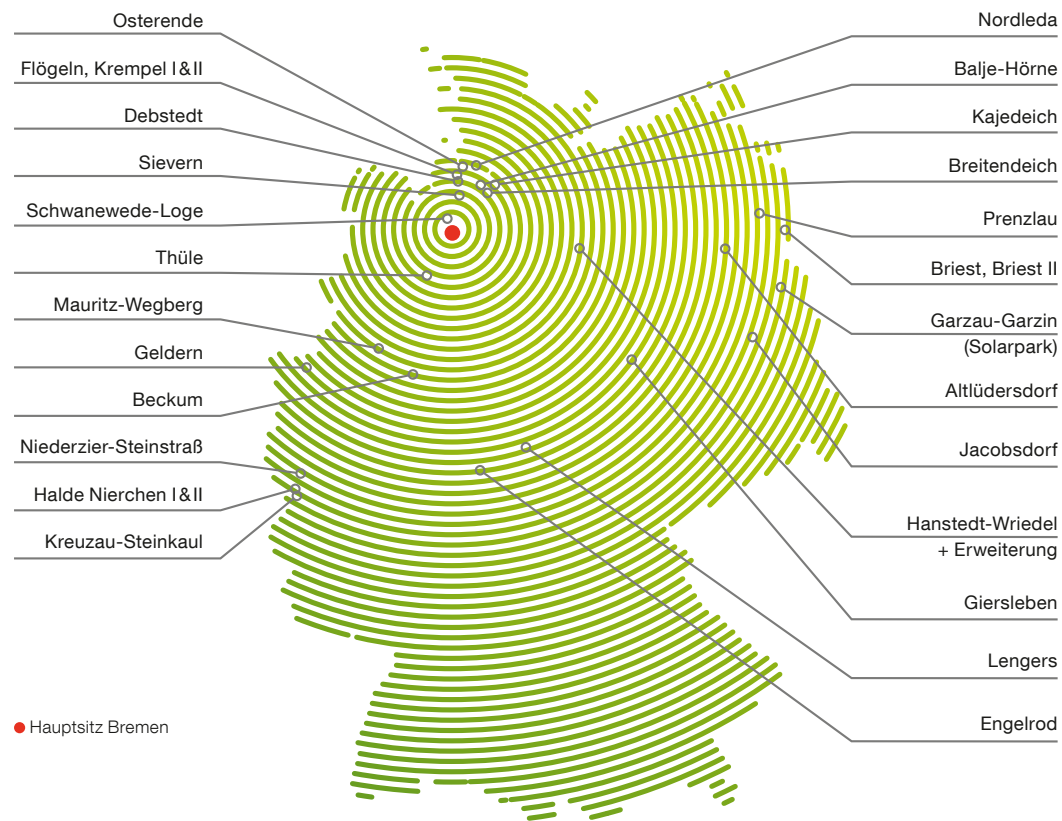 Osterende
Flögeln, Krempel I & II
Debstedt
Sievern
Schwanewede-Loge
Thüle
Mauritz-Wegberg
Geldern
Beckum
Niederzier-Steinstraß
Halde Nierchen I & II
Kreuzau-Steinkaul
Hauptsitz Bremen
Nordleda
Balje-Hörne
Kajedeich
Breitendeich
Prenzlau
Briest, Briest II
Garzau-Garzin
(Solarpark)
Altlüdersdorf
Jacobsdorf
Hanstedt-Wriedel
+ Erweiterung
Giersleben
Lengers
Engelrod